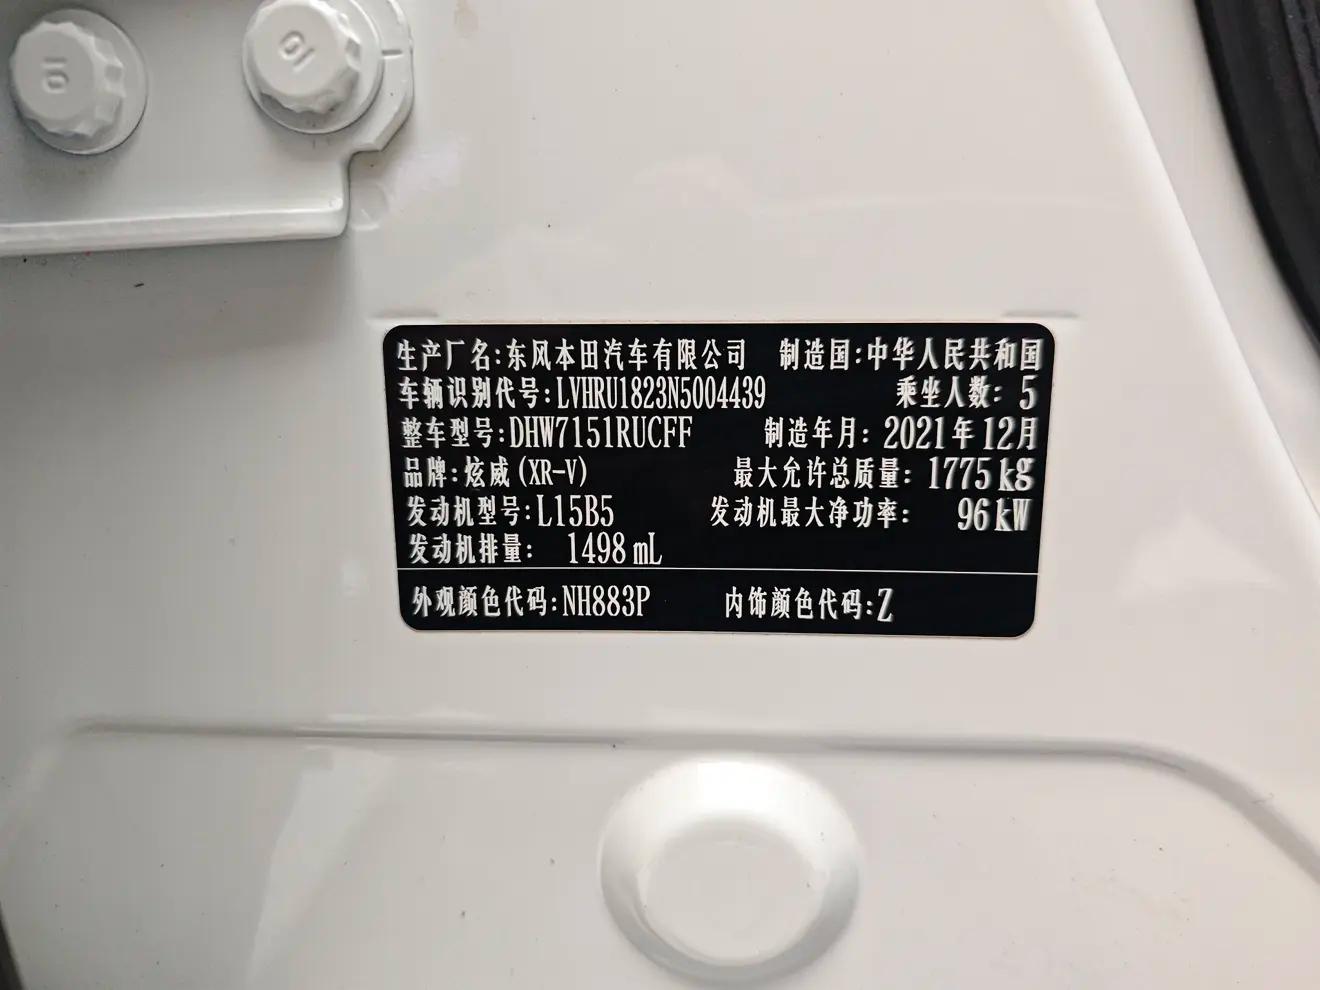 10
10
生产厂名:东风本田汽车有限公司 制造国:中华人民共和国
车辆识别代号:LVHRU1823N5004439 乘坐人数: 5
整车型号:DHW7151RUCFF 制造年月: 2021年12月
品牌:炫威(XR-V) 最大允许总质量: 1775kg
发动机型号:L15B5 发动机最大净功率: 96kW
发动机排量: 1498mL
外观颜色代码:NH883P 内饰颜色代码:Z